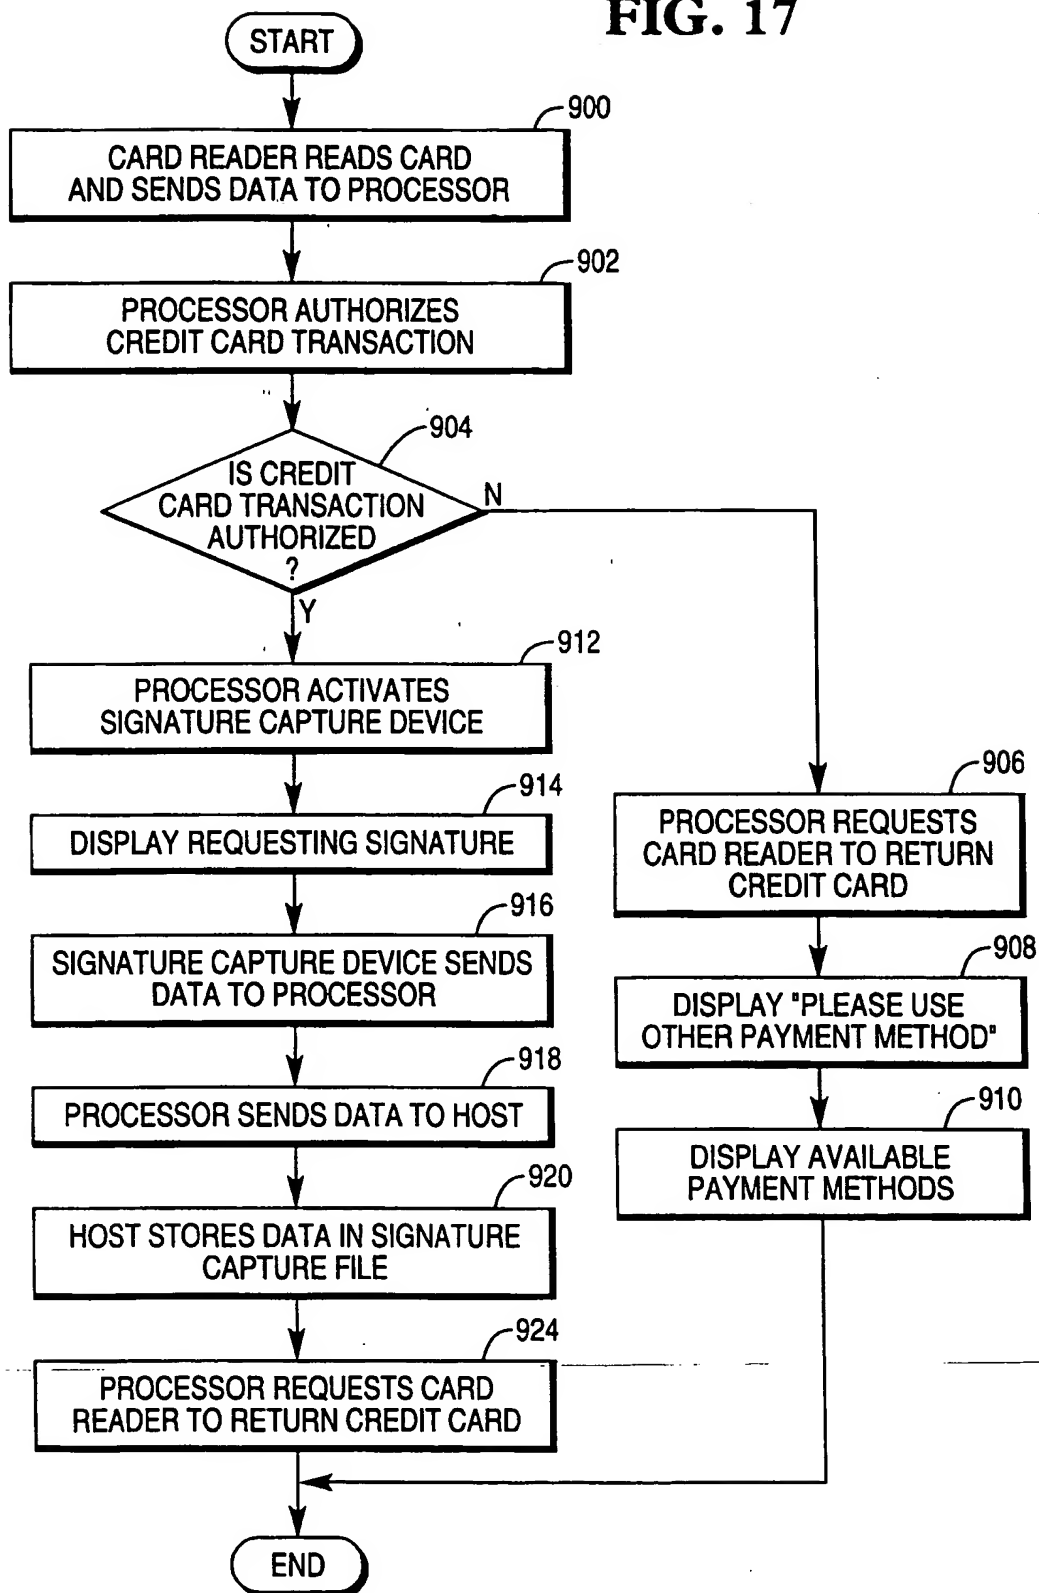 FIG. 17
START
900
CARD READER READS CARD
AND SENDS DATA TO PROCESSOR
902
PROCESSOR AUTHORIZES
CREDIT CARD TRANSACTION
904
IS CREDIT
CARD TRANSACTION
AUTHORIZED
?
N
Y
912
PROCESSOR ACTIVATES
SIGNATURE CAPTURE DEVICE
914
DISPLAY REQUESTING SIGNATURE
916
SIGNATURE CAPTURE DEVICE SENDS
DATA TO PROCESSOR
918
PROCESSOR SENDS DATA TO HOST
920
HOST STORES DATA IN SIGNATURE
CAPTURE FILE
924
PROCESSOR REQUESTS CARD
READER TO RETURN CREDIT CARD
906
PROCESSOR REQUESTS
CARD READER TO RETURN
CREDIT CARD
908
DISPLAY "PLEASE USE
OTHER PAYMENT METHOD"
910
DISPLAY AVAILABLE
PAYMENT METHODS
END